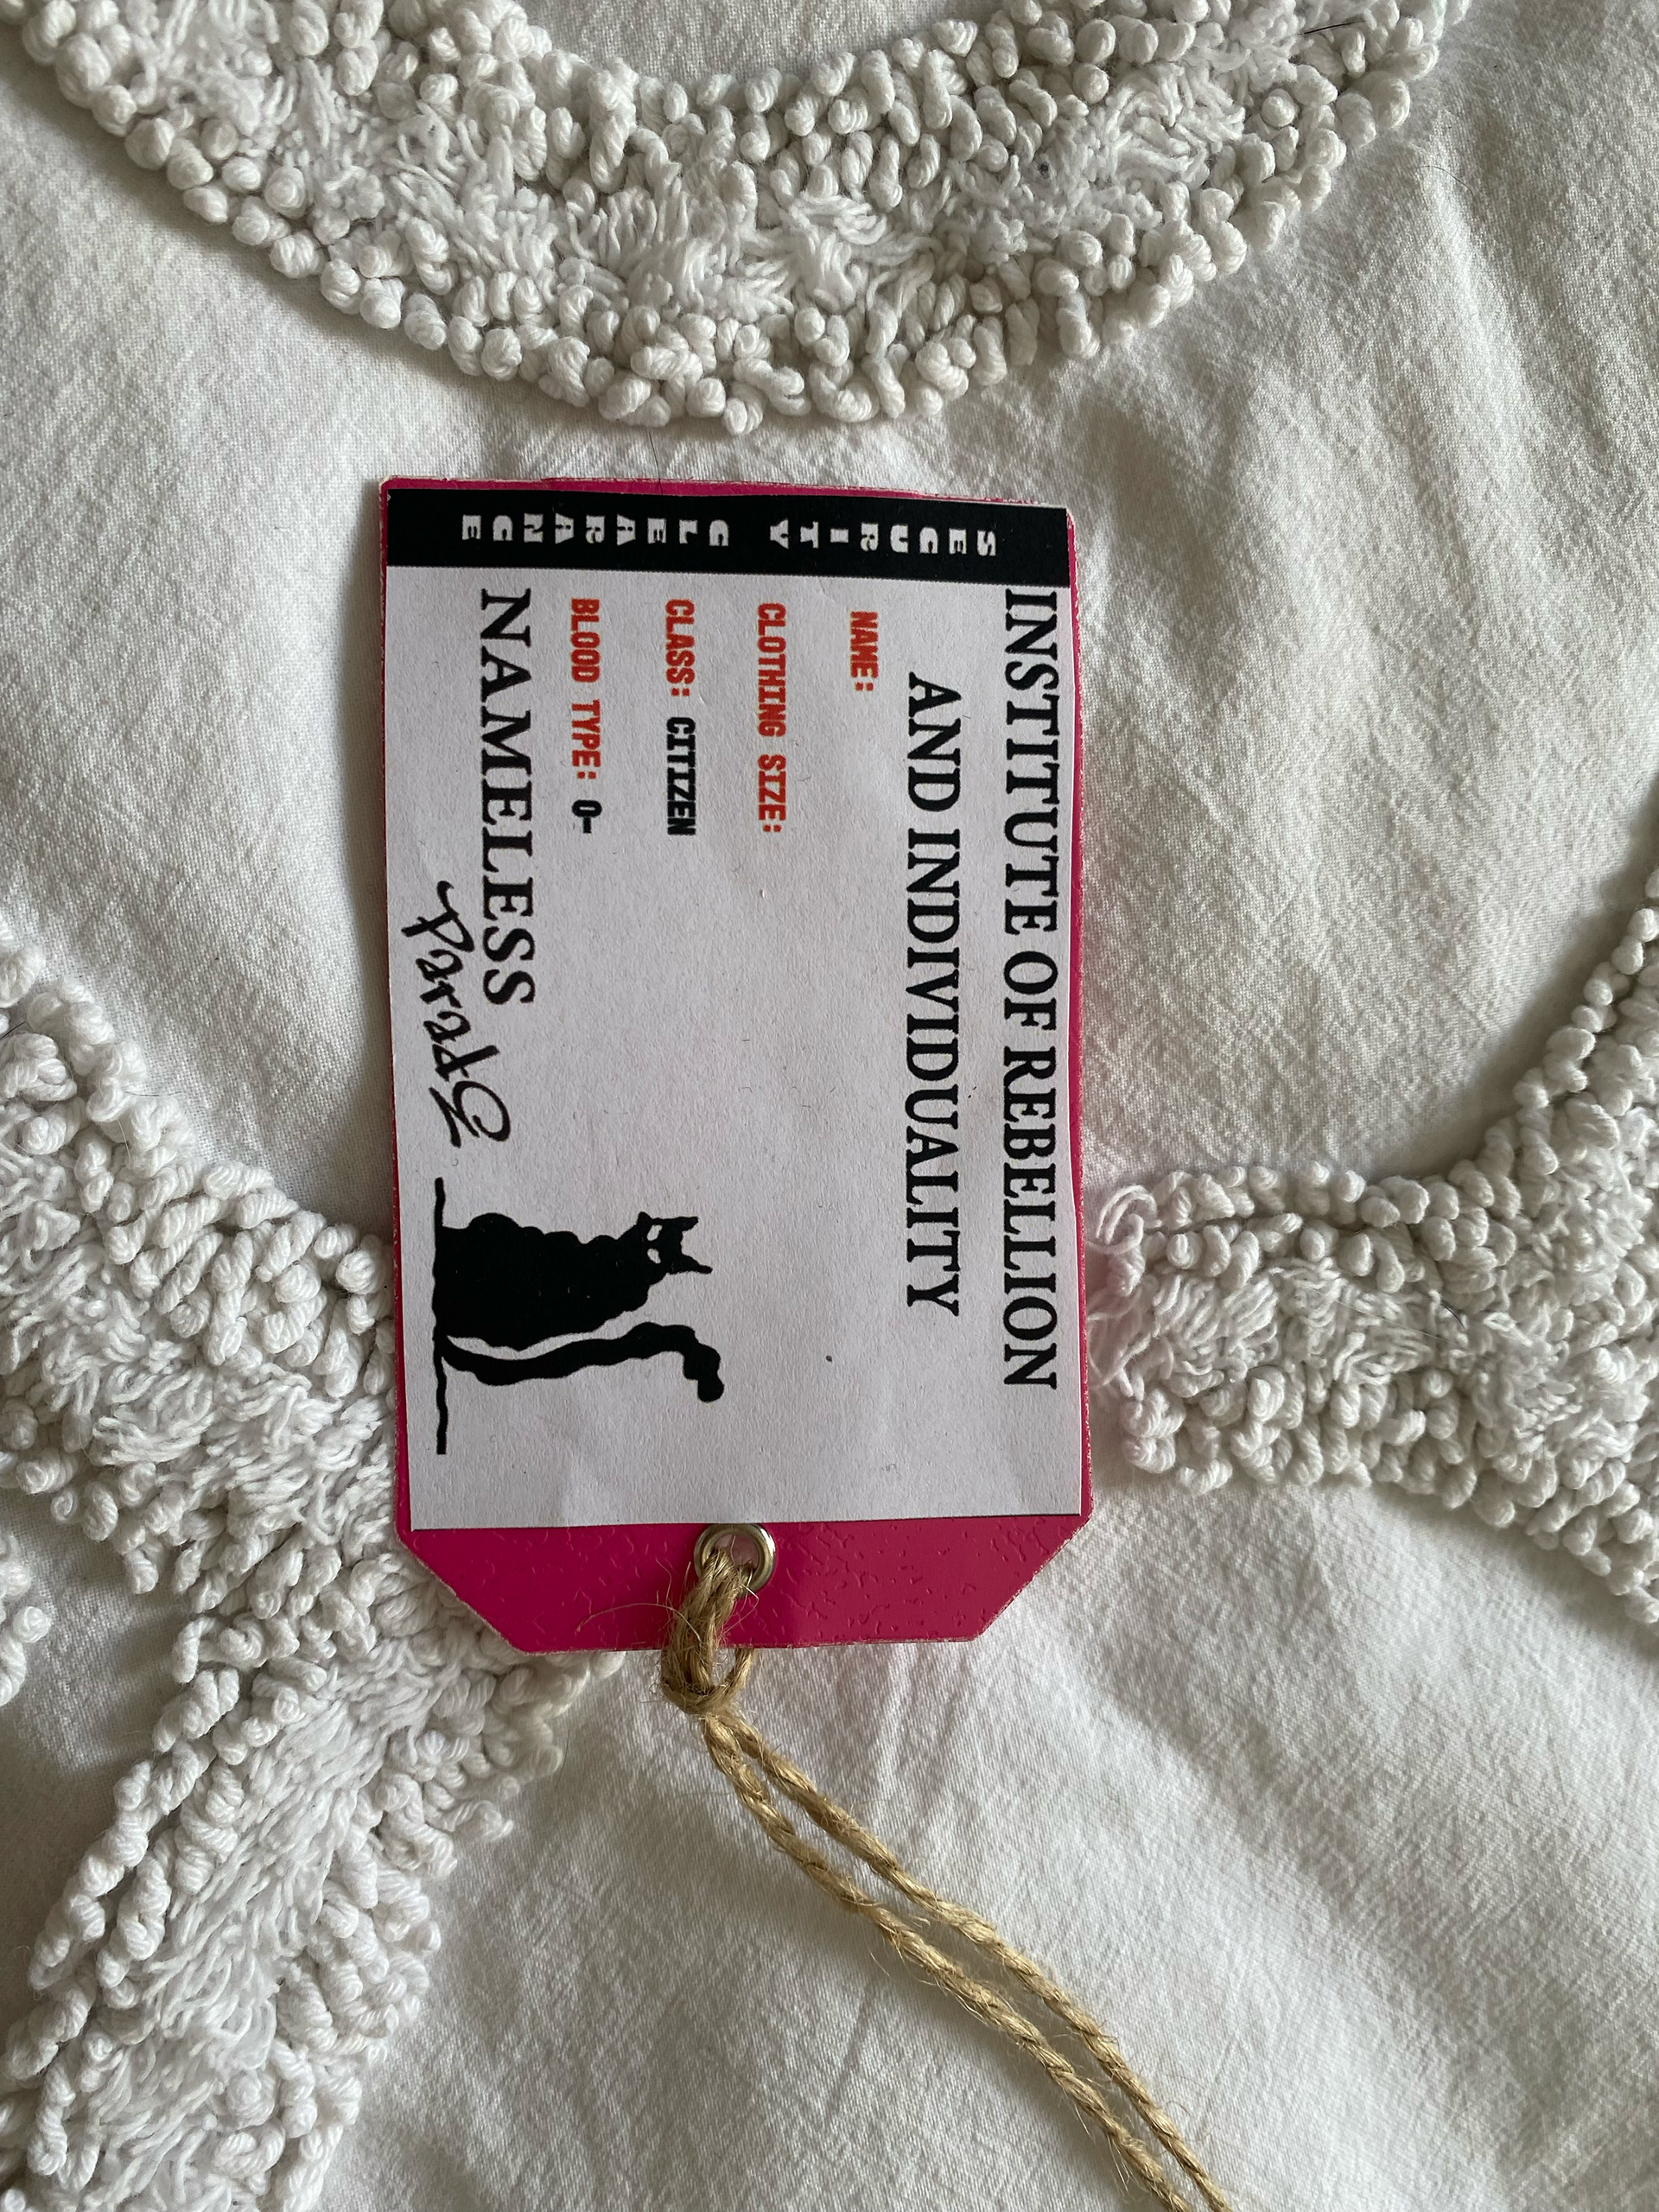 SECURITY CLEARANCE
INSTITUTE OF REBELLION
AND INDIVIDUALITY
NAME:
CLOTHING SIZE:
CLASS: CITIZEN
BLOOD TYPE: O-
NAMELESS
ParadE